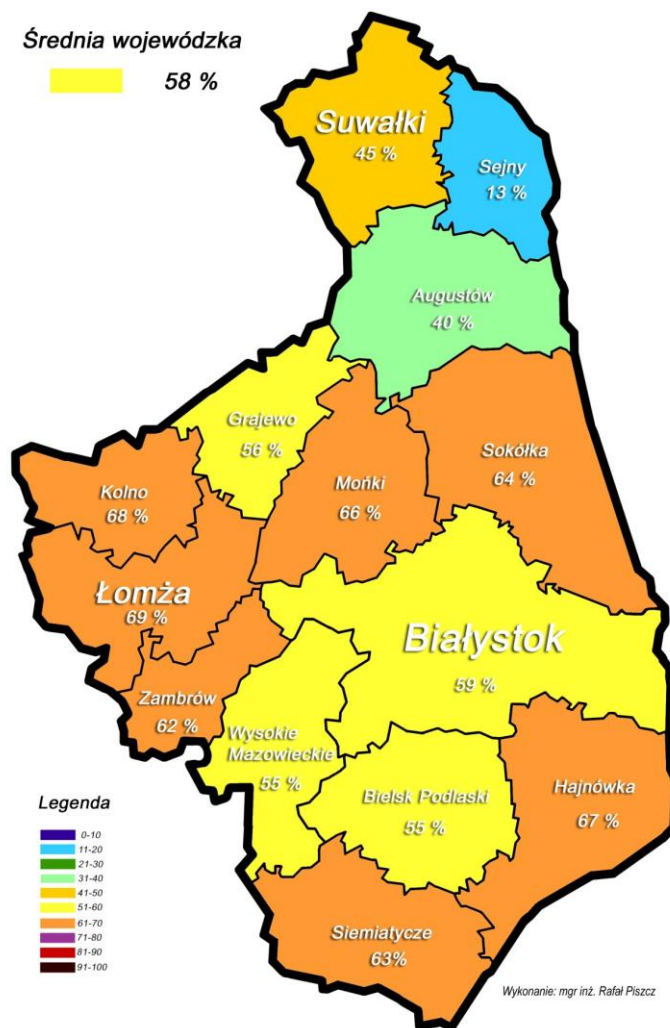 Średnia wojewódzka
58 %
Suwałki
45 %
Sejny
13 %
Augustów
40 %
Grajewo
56 %
Kolno
68 %
Mońki
66 %
Sokółka
64 %
Łomża
69 %
Białystok
59 %
Zambrów
62 %
Wysokie
Mazowieckie
55 %
Bielsk Podlaski
55 %
Hajnówka
67 %
Siemiatycze
63%
Legenda
0-10
11-20
21-30
31-40
41-50
51-60
61-70
71-80
81-90
91-100
Wykonanie: mgr inż. Rafał Piszcz